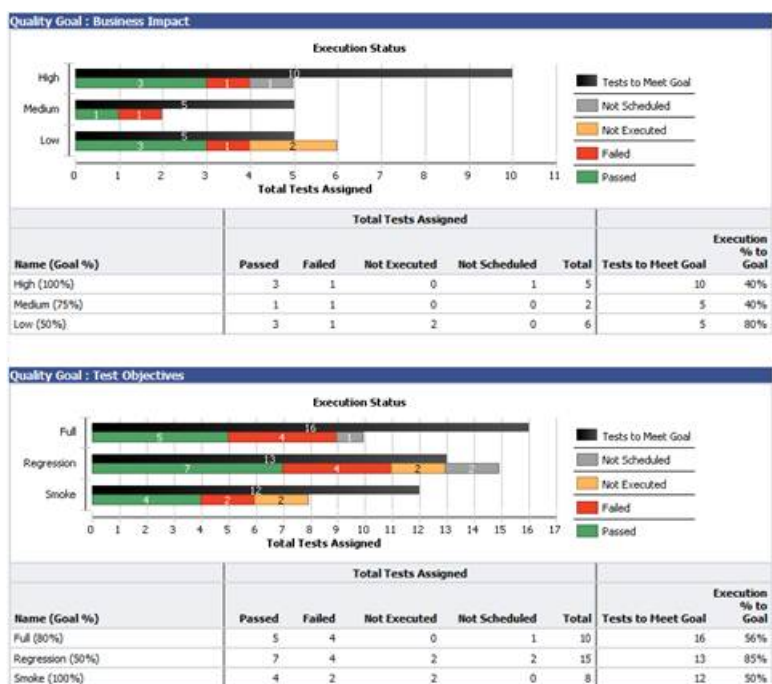 Quality Goal : Business Impact
Execution Status
High
10
3 1 1
Medium
5
1 1
Low
5
3 1 2
0 1 2 3 4 5 6 7 8 9 10 11
Total Tests Assigned
Tests to Meet Goal
Not Scheduled
Not Executed
Failed
Passed
Total Tests Assigned
Name (Goal %) Passed Failed Not Executed Not Scheduled Total Tests to Meet Goal Execution % to Goal
High (100%) 3 1 0 1 5 10 40%
Medium (75%) 1 1 0 0 2 5 40%
Low (50%) 3 1 2 0 6 5 80%
Quality Goal : Test Objectives
Execution Status
Full
16
5 4 1
Regression
13
7 4 2 2
Smoke
12
4 2 2
0 1 2 3 4 5 6 7 8 9 10 11 12 13 14 15 16 17
Total Tests Assigned
Tests to Meet Goal
Not Scheduled
Not Executed
Failed
Passed
Total Tests Assigned
Name (Goal %) Passed Failed Not Executed Not Scheduled Total Tests to Meet Goal Execution % to Goal
Full (80%) 5 4 0 1 10 16 56%
Regression (50%) 7 4 2 2 15 13 85%
Smoke (100%) 4 2 2 0 8 12 50%